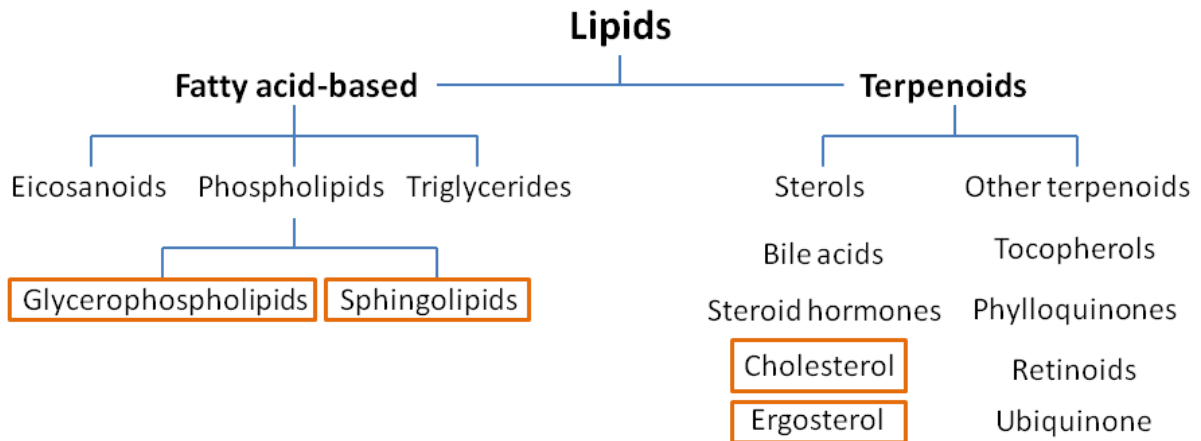 Lipids
Fatty acid-based
Terpenoids
Eicosanoids Phospholipids Triglycerides
Sterols Other terpenoids
Bile acids Tocopherols
Glycerophospholipids Sphingolipids
Steroid hormones Phylloquinones
Cholesterol Retinoids
Ergosterol Ubiquinone